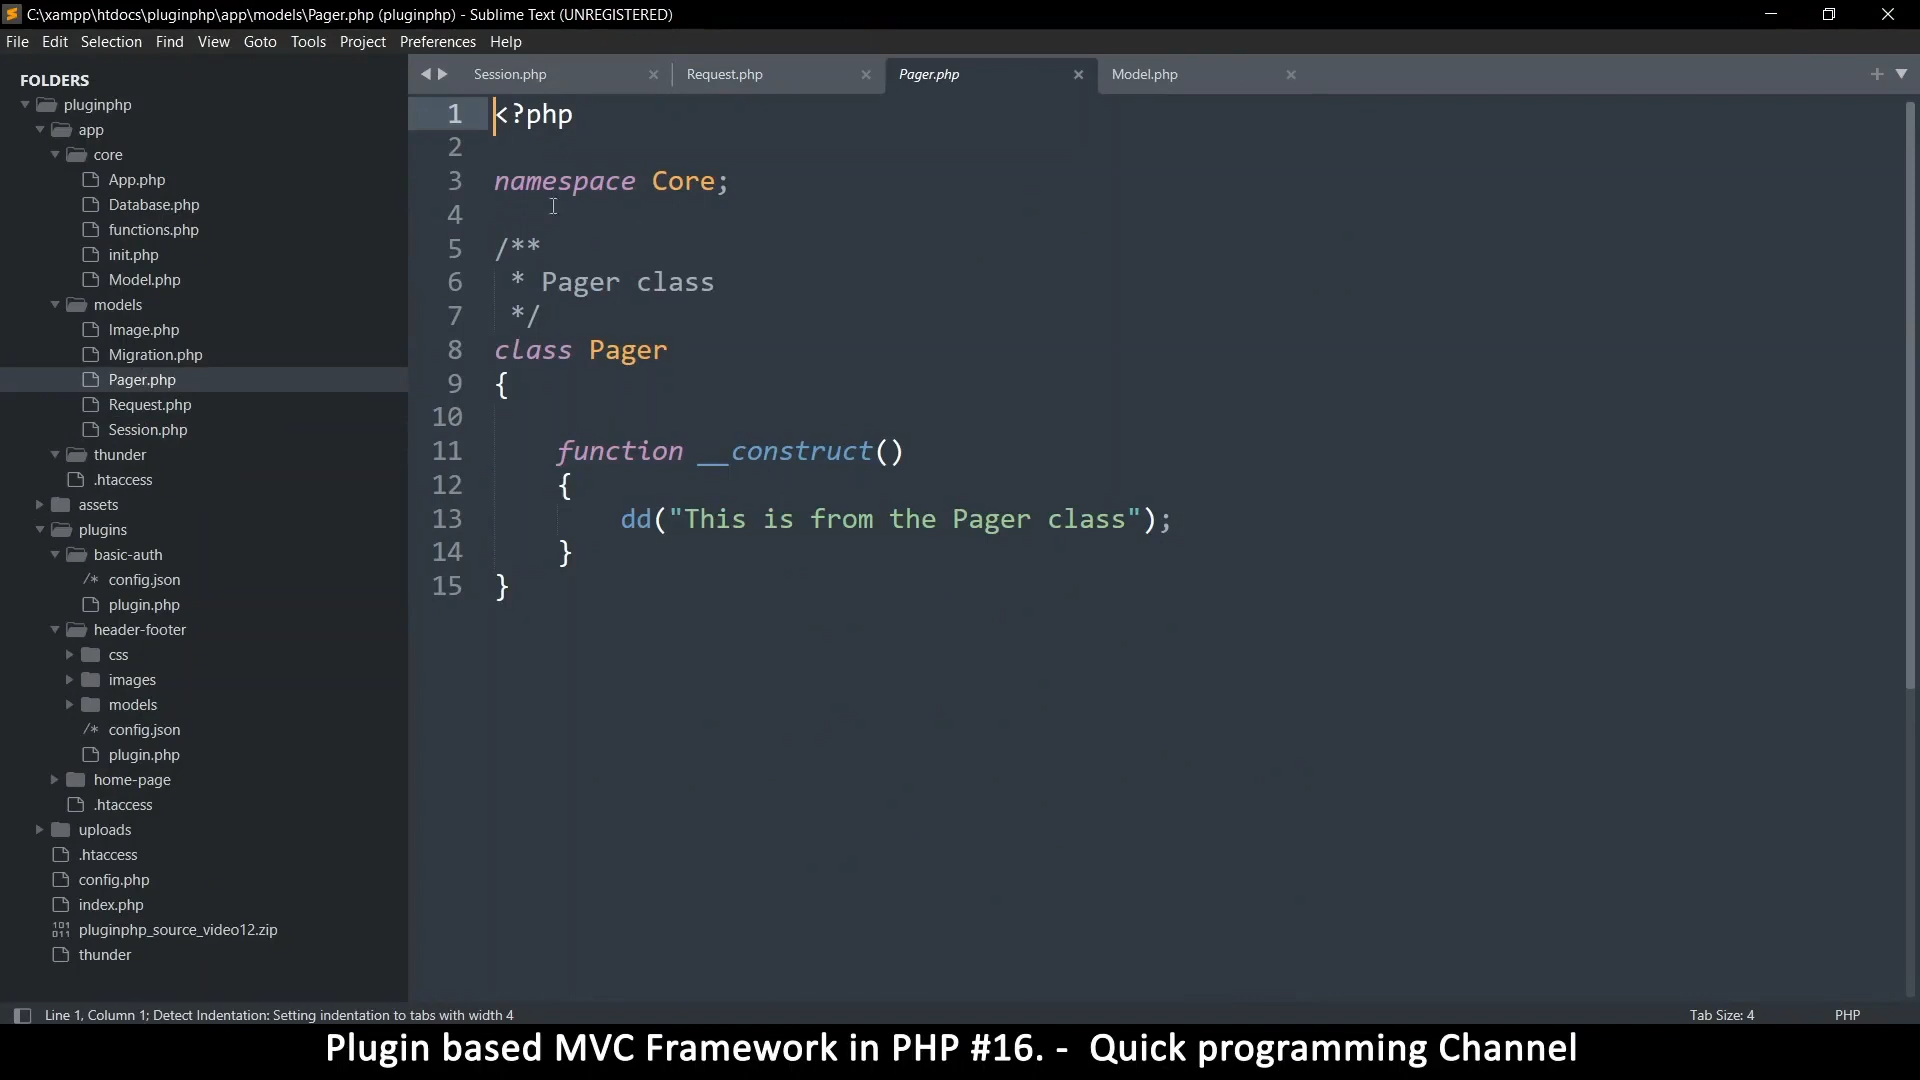 C:\xampp\htdocs\pluginphp\app\models\Pager.php (pluginphp) - Sublime Text (UNREGISTERED)
File Edit Selection Find View Goto Tools Project Preferences Help
FOLDERS
pluginphp
app
core
App.php
Database.php
functions.php
init.php
Model.php
models
Image.php
Migration.php
Pager.php
Request.php
Session.php
thunder
.htaccess
assets
plugins
basic-auth
/* config.json
plugin.php
header-footer
css
images
models
/* config.json
plugin.php
home-page
.htaccess
uploads
.htaccess
config.php
index.php
pluginphp_source_video12.zip
thunder
Session.php Request.php Pager.php Model.php
1 <?php
2
3 namespace Core;
4
5 /**
6 * Pager class
7 */
8 class Pager
9 {
10
11 function __construct()
12 {
13 dd("This is from the Pager class");
14 }
15 }
Line 1, Column 1; Detect Indentation: Setting indentation to tabs with width 4 Tab Size: 4 PHP
Plugin based MVC Framework in PHP #16. - Quick programming Channel